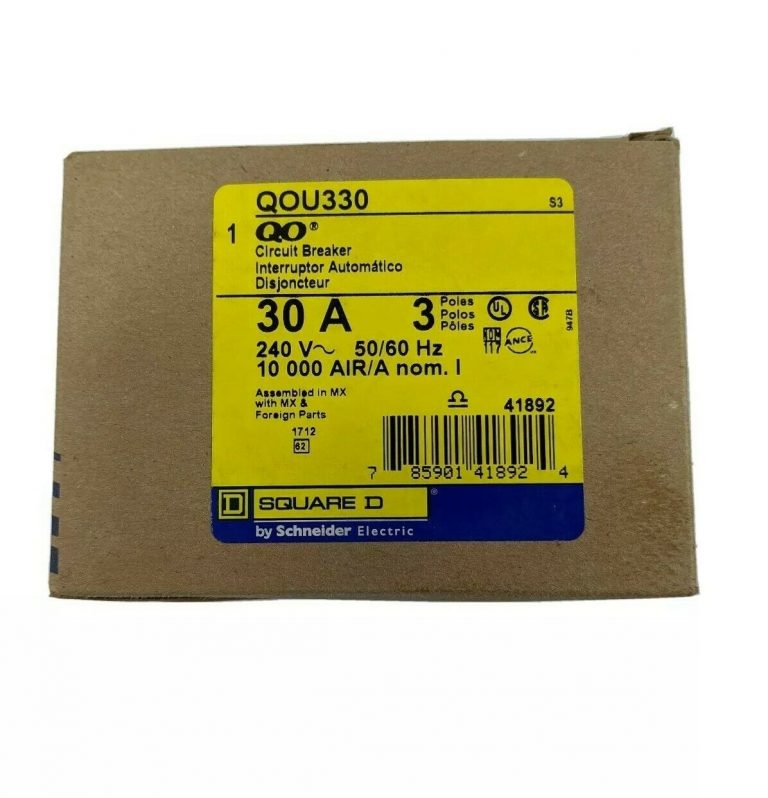 QOU330
S3
1 QO®
Circuit Breaker
Interruptor Automático
Disjoncteur
30 A 3 Poles
Polos
Pôles
UL
240 V~ 50/60 Hz
ANCE
947B
10 000 AIR/A nom. I
Assembled in MX
with MX &
Foreign Parts
1712
62
41892
7 85901 41892 4
D SQUARE D ®
by Schneider Electric